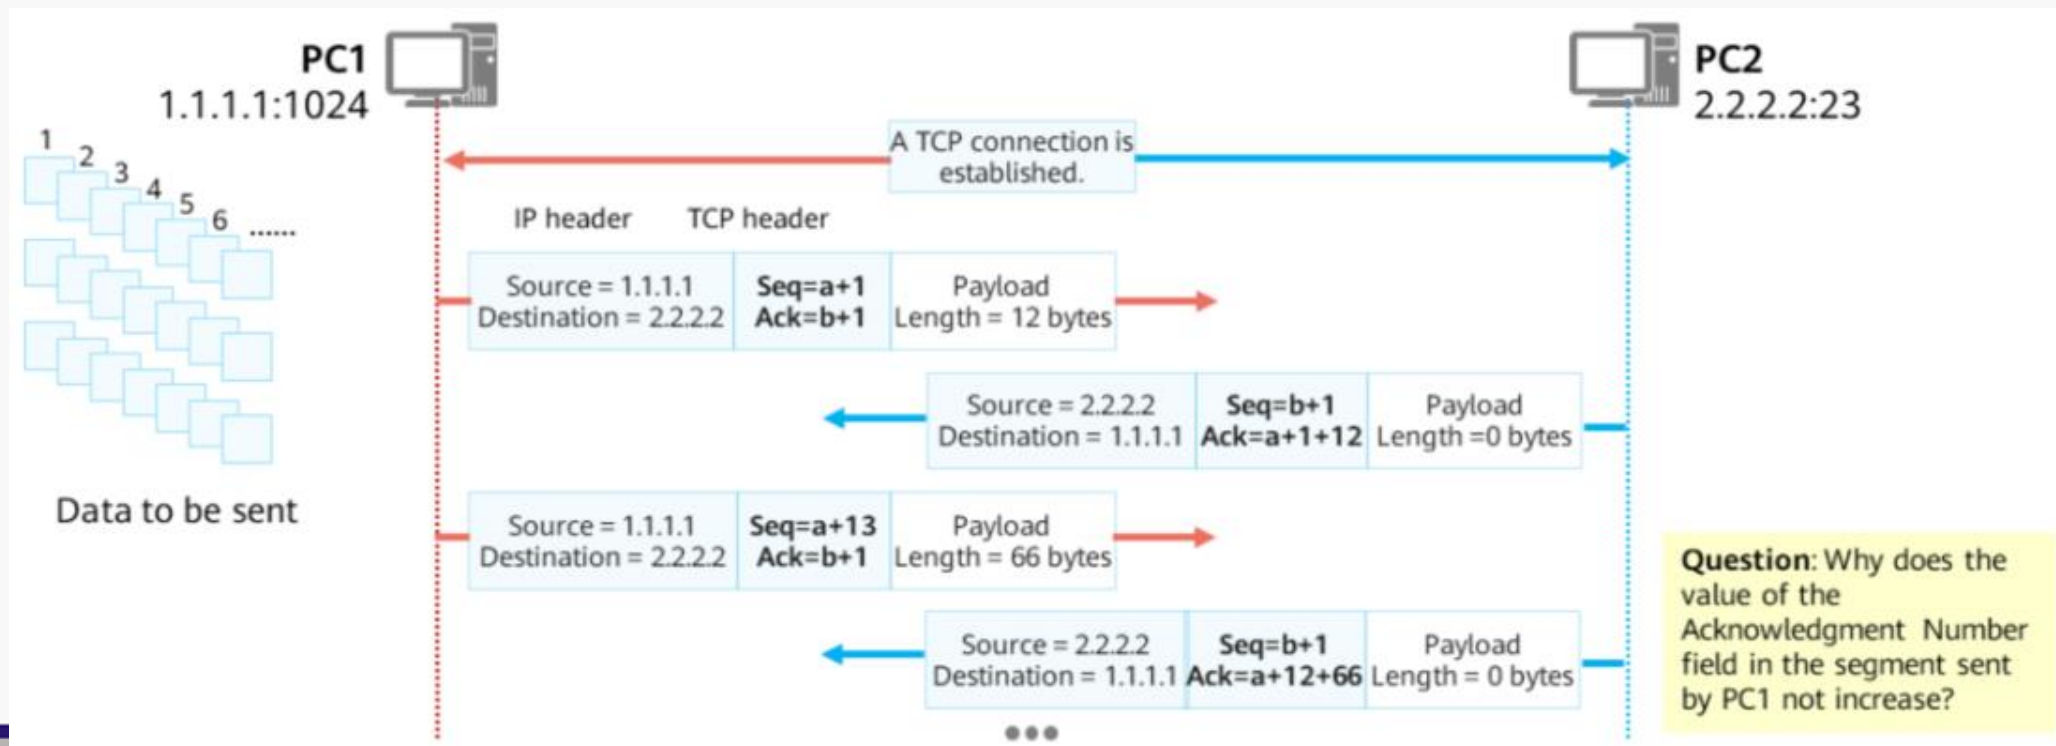 PC1
1.1.1.1:1024
PC2
2.2.2.2:23
1
2
3
4
5
6
......
A TCP connection is
established.
IP header
TCP header
Source = 1.1.1.1
Destination = 2.2.2.2
Seq=a+1
Ack=b+1
Payload
Length = 12 bytes
Source = 2.2.2.2
Destination = 1.1.1.1
Seq=b+1
Ack=a+1+12
Payload
Length =0 bytes
Data to be sent
Source = 1.1.1.1
Destination = 2.2.2.2
Seq=a+13
Ack=b+1
Payload
Length = 66 bytes
Source = 2.2.2.2
Destination = 1.1.1.1
Seq=b+1
Ack=a+12+66
Payload
Length = 0 bytes
Question: Why does the
value of the
Acknowledgment Number
field in the segment sent
by PC1 not increase?